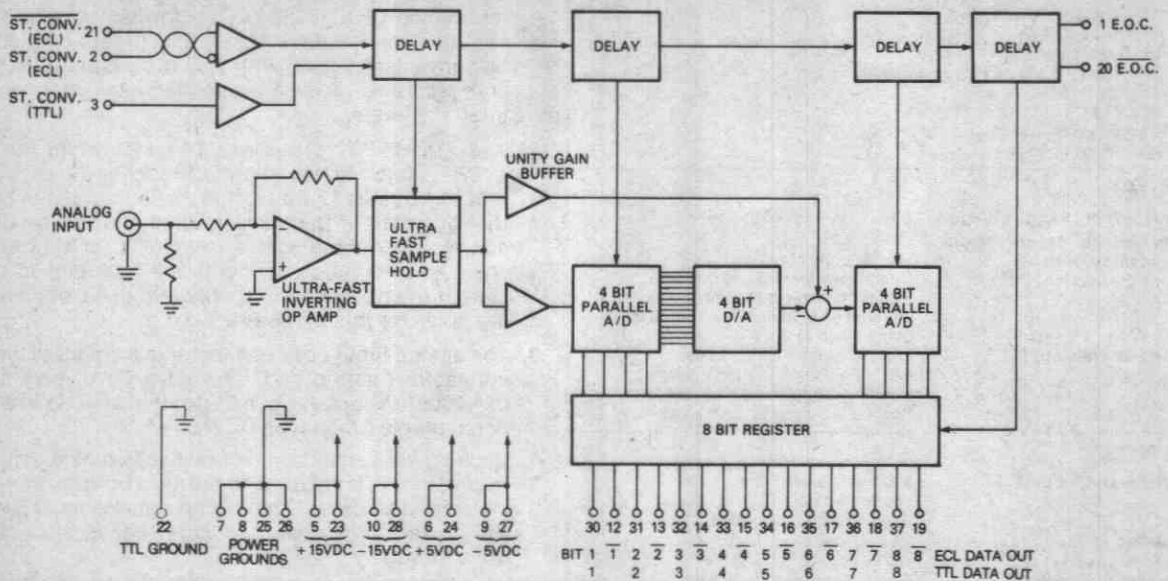 ST. CONV. 21
(ECL)
ST. CONV. 2
(ECL)
ST. CONV. 3
(TTL)
DELAY
DELAY
DELAY
DELAY
1 E.O.C.
20 E.O.C.
UNITY GAIN
BUFFER
ANALOG
INPUT
−
+
ULTRA-FAST
INVERTING
OP AMP
ULTRA
FAST
SAMPLE
HOLD
4 BIT
PARALLEL
A/D
4 BIT
D/A
+
−
4 BIT
PARALLEL
A/D
8 BIT REGISTER
22
TTL GROUND
7 8 25 26
POWER
GROUNDS
5 23
+15VDC
10 28
−15VDC
6 24
+5VDC
9 27
−5VDC
30 12 31 13 32 14 33 15 34 16 35 17 36 18 37 19
BIT 1 1 2 2 3 3 4 4 5 5 6 6 7 7 8 8 ECL DATA OUT
1 2 3 4 5 6 7 8 TTL DATA OUT